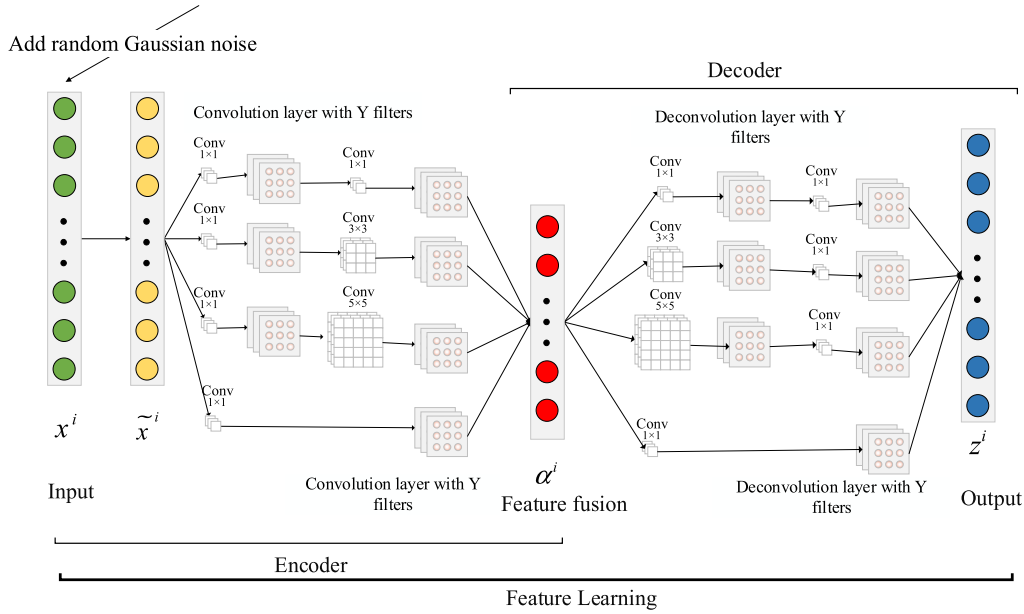 Add random Gaussian noise
Decoder
Convolution layer with Y filters
Deconvolution layer with Y
filters
Conv
1×1
Conv
1×1
Conv
1×1
Conv
3×3
Conv
1×1
Conv
5×5
Conv
1×1
Conv
1×1
Conv
1×1
Conv
3×3
Conv
1×1
Conv
5×5
Conv
1×1
Conv
1×1
x^i
x̃^i
α^i
z^i
Input
Convolution layer with Y
filters
Feature fusion
Deconvolution layer with Y
filters
Output
Encoder
Feature Learning